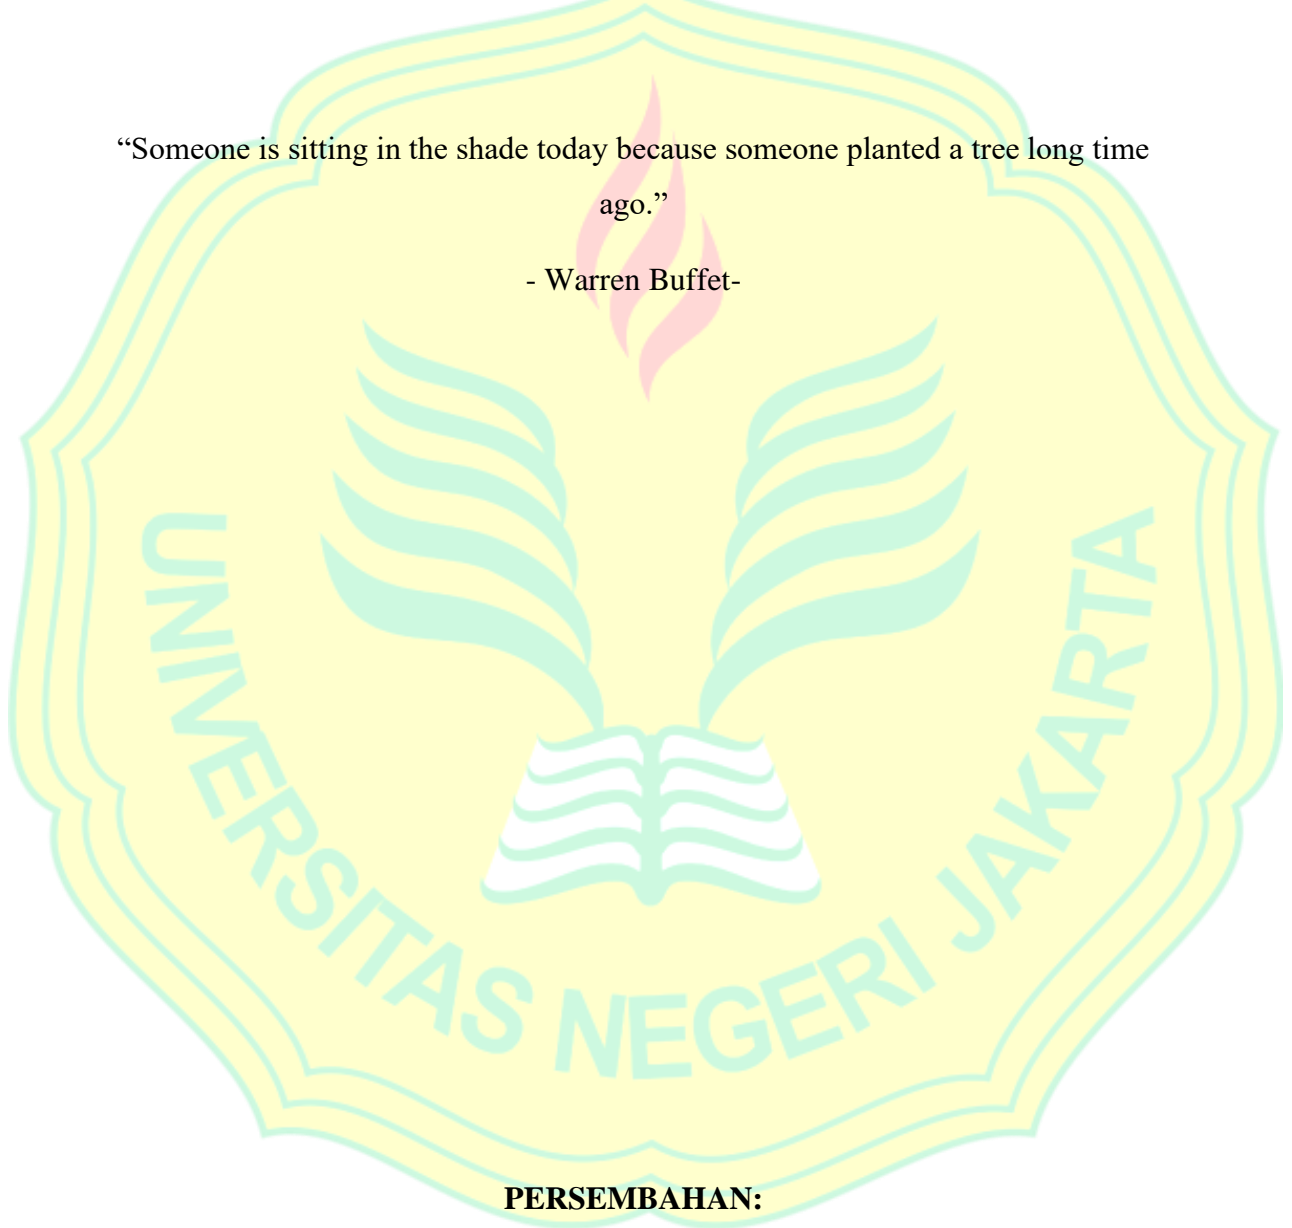 “Someone is sitting in the shade today because someone planted a tree long time
ago.”
- Warren Buffet-
UNIVERSITAS NEGERI JAKARTA
PERSEMBAHAN: